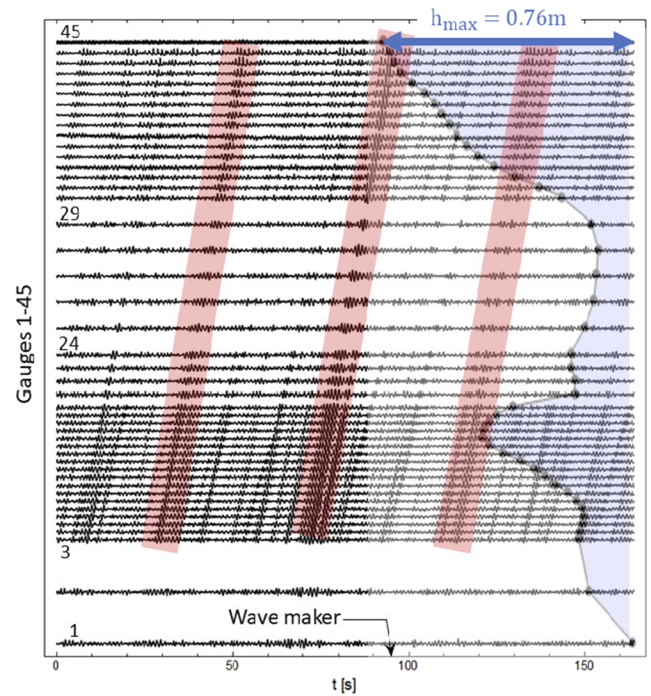 45
h_max = 0.76m
29
Gauges 1-45
24
3
Wave maker
1
0 50 100 150
t [s]